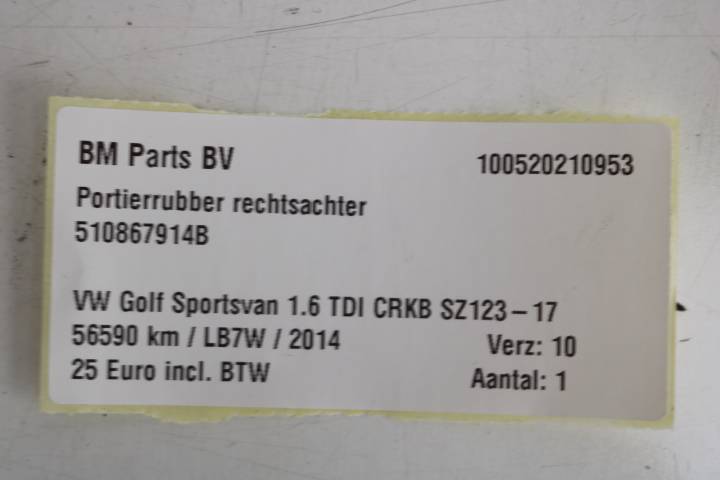 BM Parts BV 100520210953
Portierrubber rechtsachter
510867914B
VW Golf Sportsvan 1.6 TDI CRKB SZ123-17
56590 km / LB7W / 2014 Verz: 10
25 Euro incl. BTW Aantal: 1